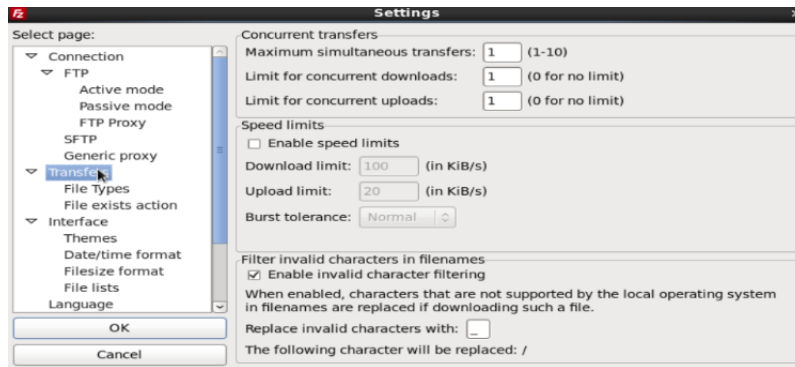 Fz
Settings
Select page:
Connection
FTP
Active mode
Passive mode
FTP Proxy
SFTP
Generic proxy
Transfers
File Types
File exists action
Interface
Themes
Date/time format
Filesize format
File lists
Language
OK
Cancel
Concurrent transfers
Maximum simultaneous transfers: 1 (1-10)
Limit for concurrent downloads: 1 (0 for no limit)
Limit for concurrent uploads: 1 (0 for no limit)
Speed limits
Enable speed limits
Download limit: 100 (in KiB/s)
Upload limit: 20 (in KiB/s)
Burst tolerance: Normal
Filter invalid characters in filenames
Enable invalid character filtering
When enabled, characters that are not supported by the local operating system
in filenames are replaced if downloading such a file.
Replace invalid characters with: _
The following character will be replaced: /